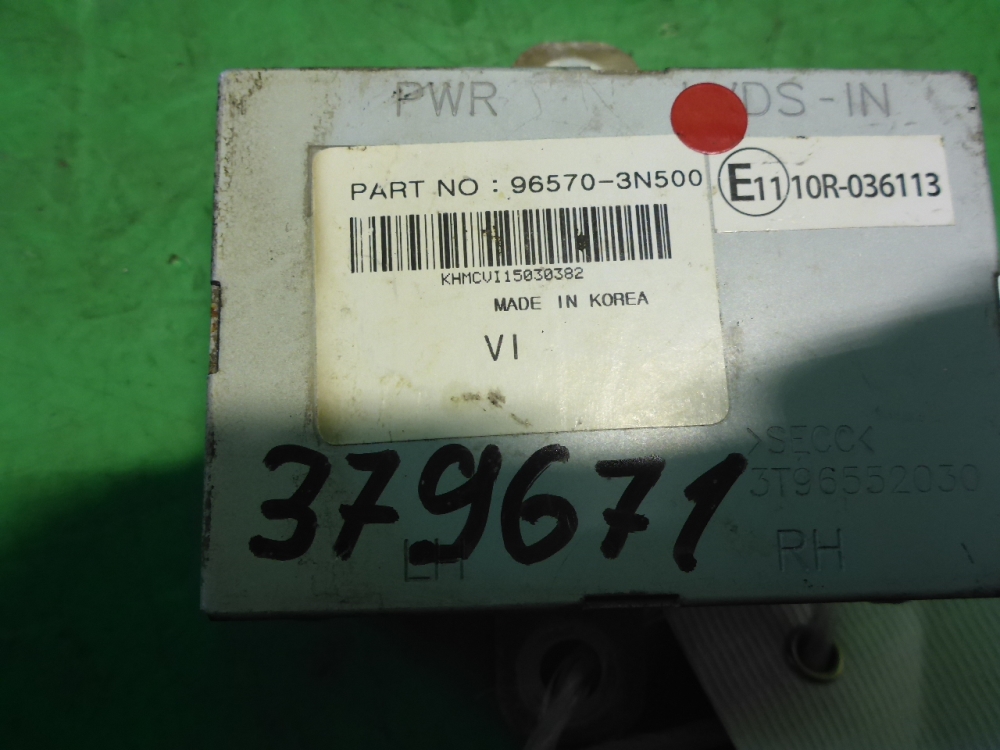 PWR
VDS-IN
PART NO : 96570-3N500
E11 10R-036113
KHMCVI15030382
MADE IN KOREA
VI
>SECC<
3T96552030
379671
LH
RH